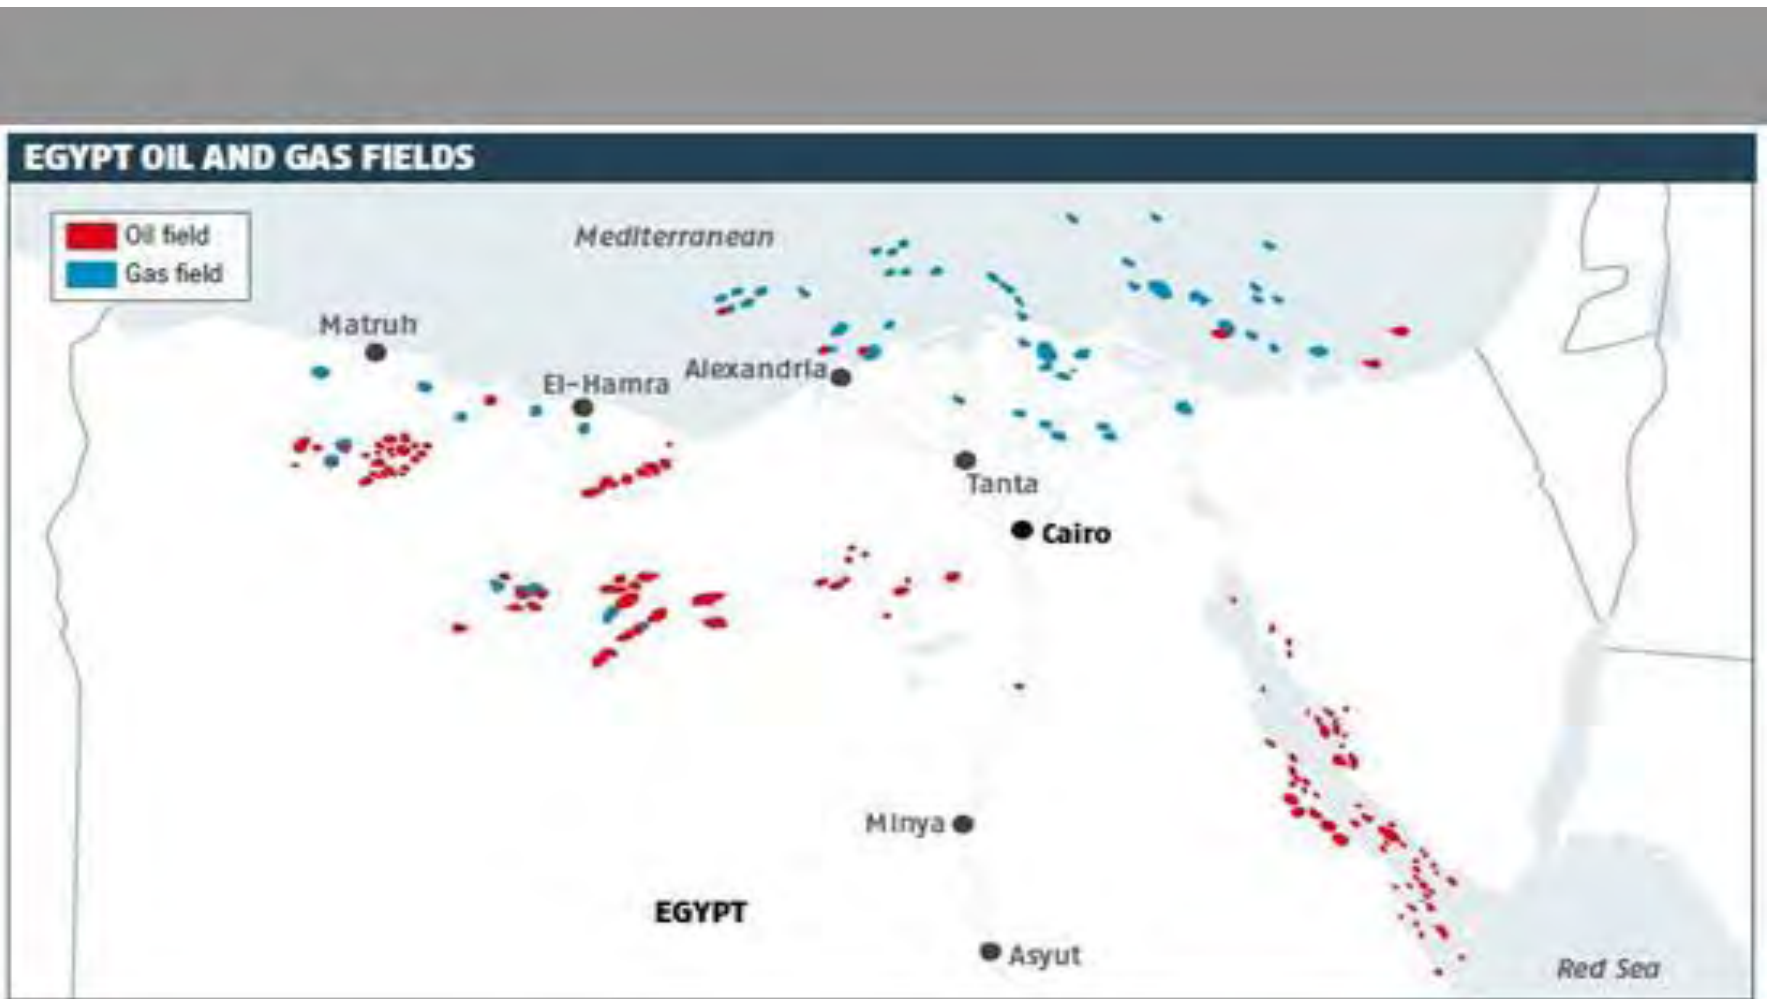 EGYPT OIL AND GAS FIELDS
Oil field
Gas field
Mediterranean
Matruh
El-Hamra
Alexandria
Tanta
Cairo
Minya
EGYPT
Asyut
Red Sea